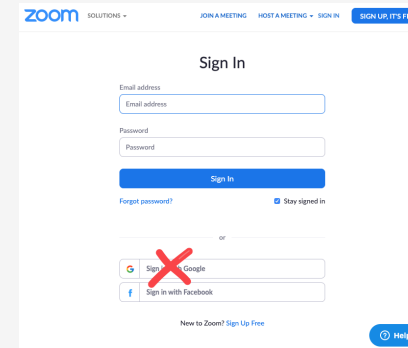 zoom SOLUTIONS JOIN A MEETING HOST A MEETING SIGN IN SIGN UP, IT'S
Sign In
Email address
Email address
Password
Password
Sign In
Forgot password? Stay signed in
or
Sign with Google
Sign in with Facebook
New to Zoom? Sign Up Free
Help